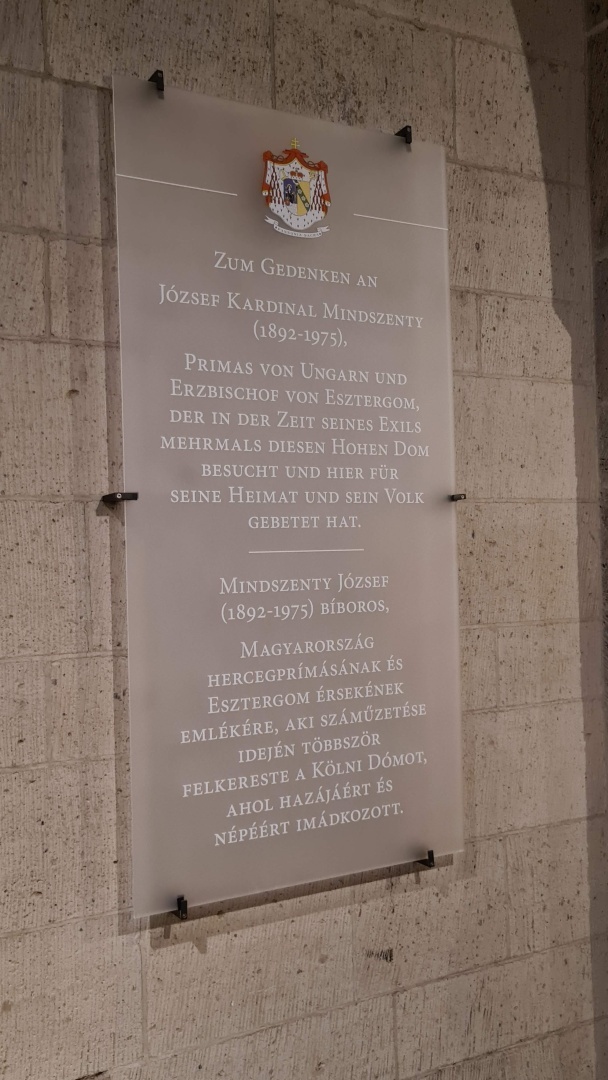 Zum Gedenken an
József Kardinal Mindszenty
(1892-1975),
Primas von Ungarn und
Erzbischof von Esztergom,
der in der Zeit seines Exils
mehrmals diesen Hohen Dom
besucht und hier für
seine Heimat und sein Volk
gebetet hat.
Mindszenty József
(1892-1975) bíboros,
Magyarország
hercegprímásának és
Esztergom érsekének
emlékére, aki száműzetése
idején többször
felkereste a Kölni Dómot,
ahol hazájáért és
népéért imádkozott.